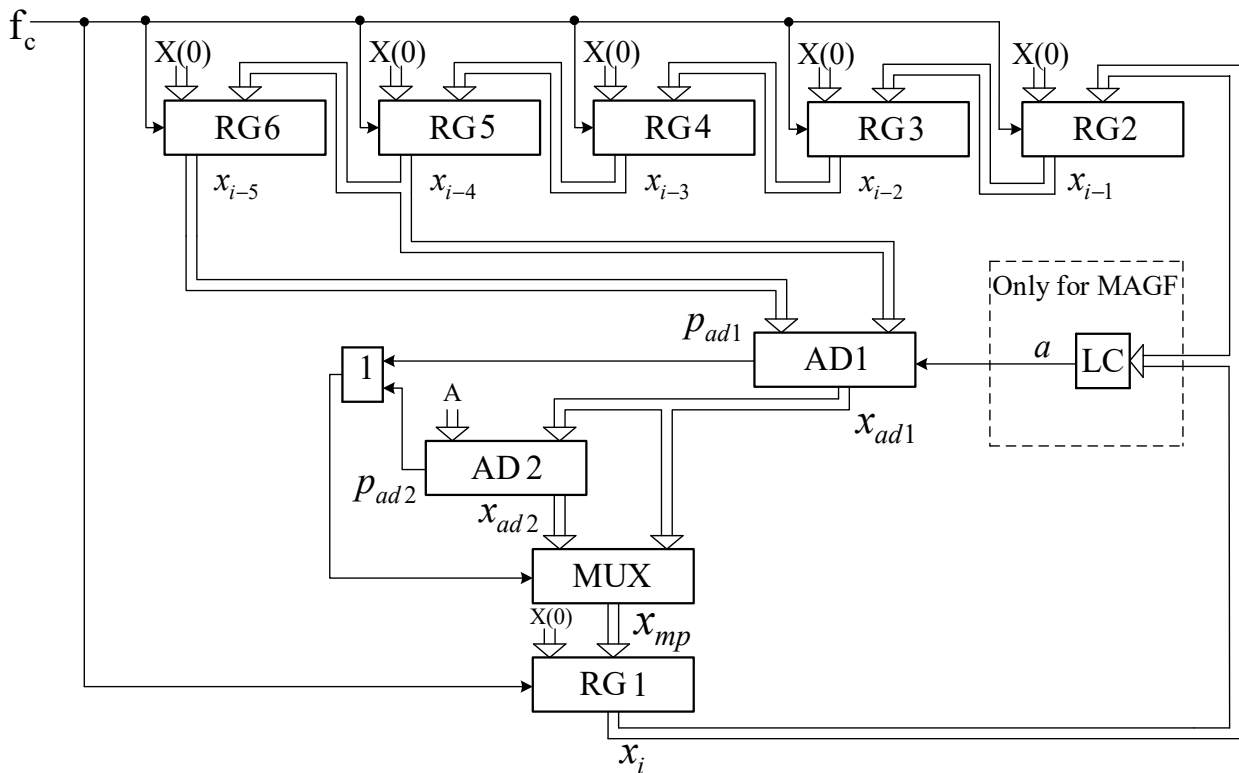 f_c
X(0) X(0) X(0) X(0) X(0)
RG6 RG5 RG4 RG3 RG2
x_{i-5} x_{i-4} x_{i-3} x_{i-2} x_{i-1}
Only for MAGF
p_{ad1}
AD1
a
LC
1
A
x_{ad1}
AD 2
p_{ad2}
x_{ad2}
MUX
X(0)
x_{mp}
RG 1
x_i